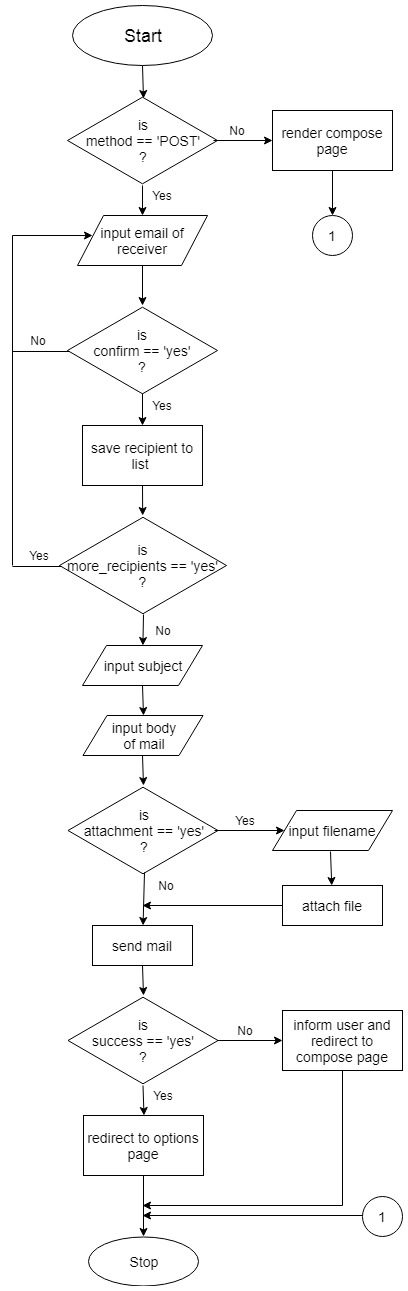 Start
is
method == 'POST'
?
No
render compose
page
Yes
1
input email of
receiver
is
confirm == 'yes'
?
No
Yes
save recipient to
list
is
more_recipients == 'yes'
?
Yes
No
input subject
input body
of mail
is
attachment == 'yes'
?
Yes
input filename
No
attach file
send mail
is
success == 'yes'
?
No
inform user and
redirect to
compose page
Yes
redirect to options
page
1
Stop